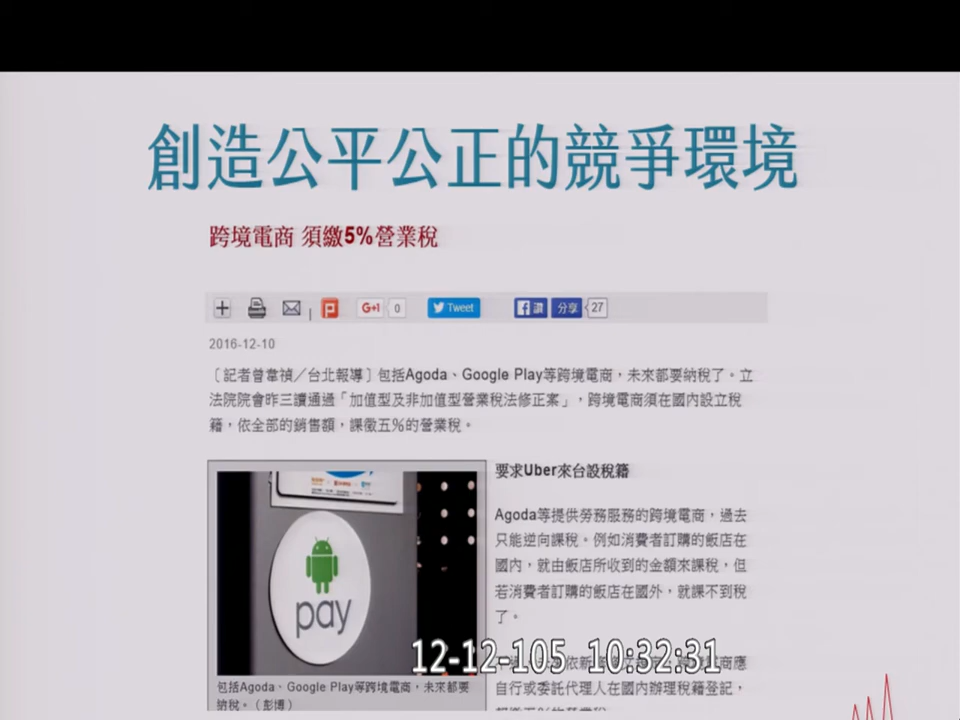 創造公平公正的競爭環境
跨境電商 須繳5%營業稅
G+1 0 Tweet 讚 分享 27
2016-12-10
〔記者曾韋禎／台北報導〕包括Agoda、Google Play等跨境電商，未來都要納稅了。立
法院院會昨三讀通過「加值型及非加值型營業稅法修正案」，跨境電商須在國內設立稅
籍，依全部的銷售額，課徵五%的營業稅。
要求Uber來台設稅籍
Agoda等提供勞務服務的跨境電商，過去
只能逆向課稅。例如消費者訂購的飯店在
國內，就由飯店所收到的金額來課稅，但
若消費者訂購的飯店在國外，就課不到稅
了。
pay
12-12-105 10:32:31
自行或委託代理人在國內辦理稅籍登記，
包括Agoda、Google Play等跨境電商，未來都要
納稅。（彭博）